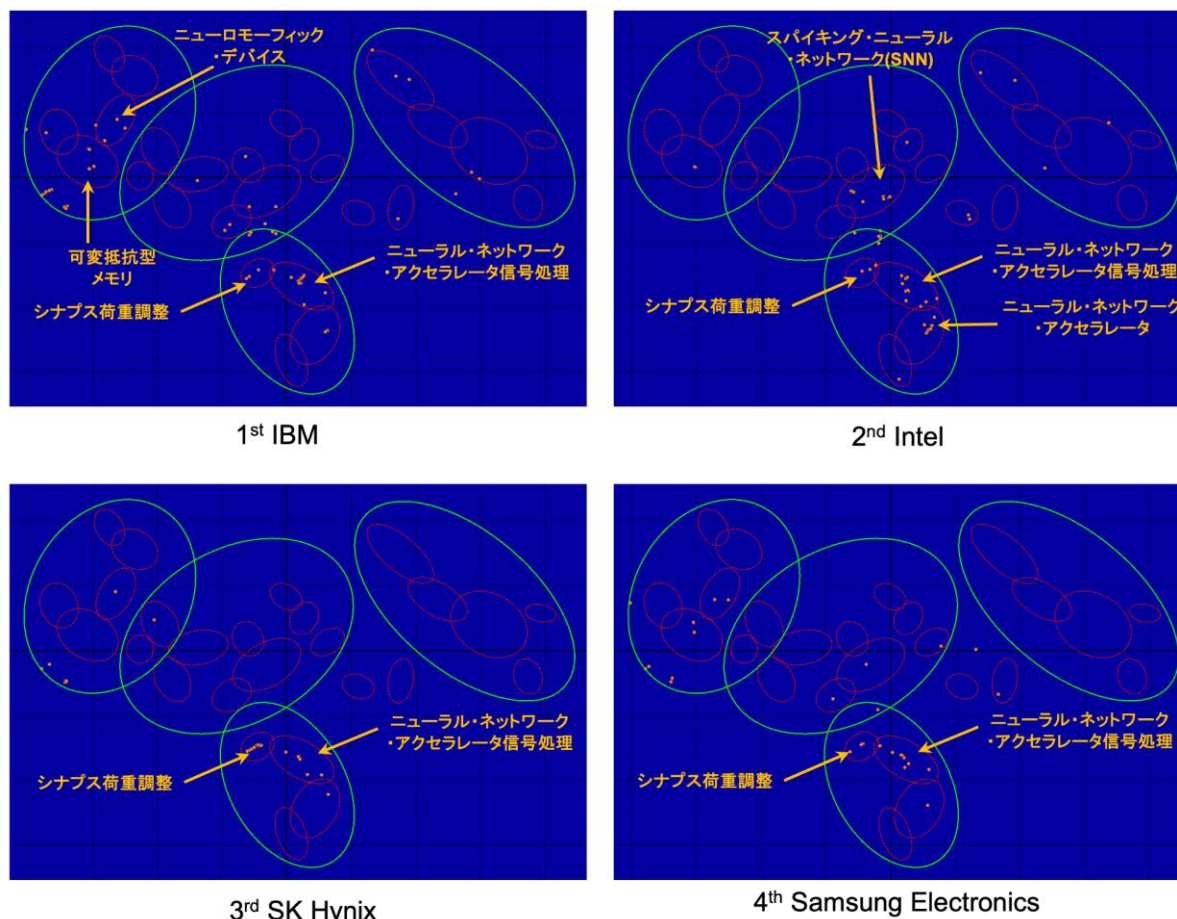 ニューロモーフィック
・デバイス
可変抵抗型
メモリ
シナプス荷重調整
ニューラル・ネットワーク
・アクセラレータ信号処理
1st IBM
スパイキング・ニューラル
・ネットワーク(SNN)
ニューラル・ネットワーク
・アクセラレータ信号処理
シナプス荷重調整
ニューラル・ネットワーク
・アクセラレータ
2nd Intel
ニューラル・ネットワーク
・アクセラレータ信号処理
シナプス荷重調整
3rd SK Hynix
ニューラル・ネットワーク
・アクセラレータ信号処理
シナプス荷重調整
4th Samsung Electronics